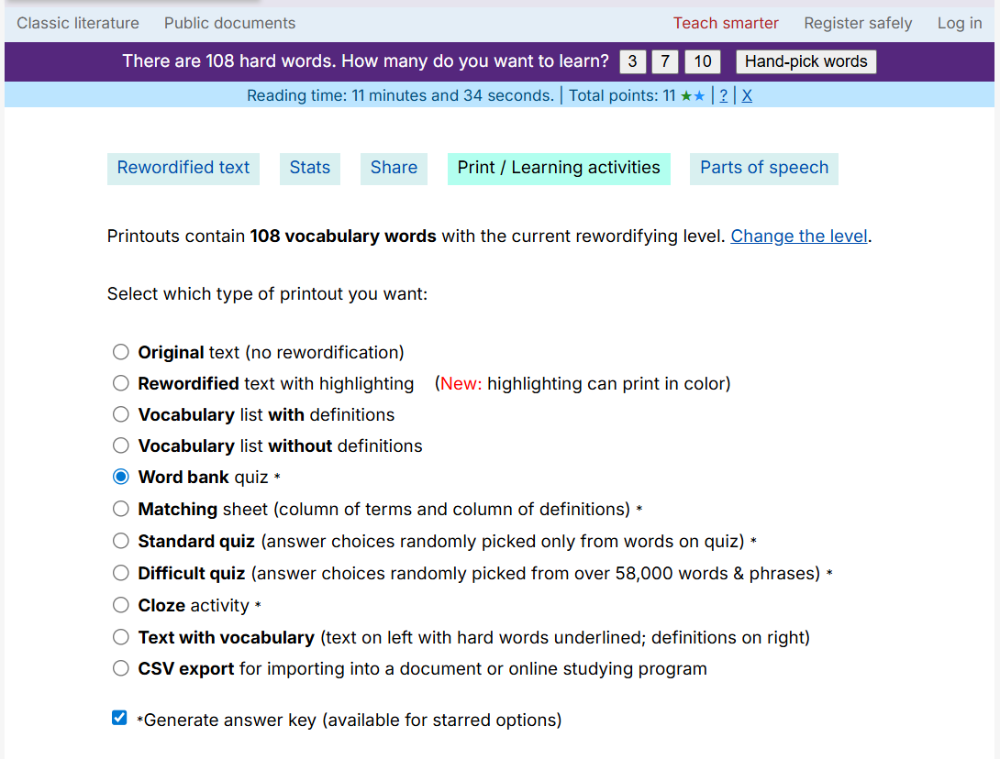 Classic literature Public documents Teach smarter Register safely Log in
There are 108 hard words. How many do you want to learn? 3 7 10 Hand-pick words
Reading time: 11 minutes and 34 seconds. | Total points: 11 ★★ | ? | X
Rewordified text Stats Share Print / Learning activities Parts of speech
Printouts contain 108 vocabulary words with the current rewordifying level. Change the level.
Select which type of printout you want:
Original text (no rewordification)
Rewordified text with highlighting (New: highlighting can print in color)
Vocabulary list with definitions
Vocabulary list without definitions
Word bank quiz *
Matching sheet (column of terms and column of definitions) *
Standard quiz (answer choices randomly picked only from words on quiz) *
Difficult quiz (answer choices randomly picked from over 58,000 words & phrases) *
Cloze activity *
Text with vocabulary (text on left with hard words underlined; definitions on right)
CSV export for importing into a document or online studying program
*Generate answer key (available for starred options)